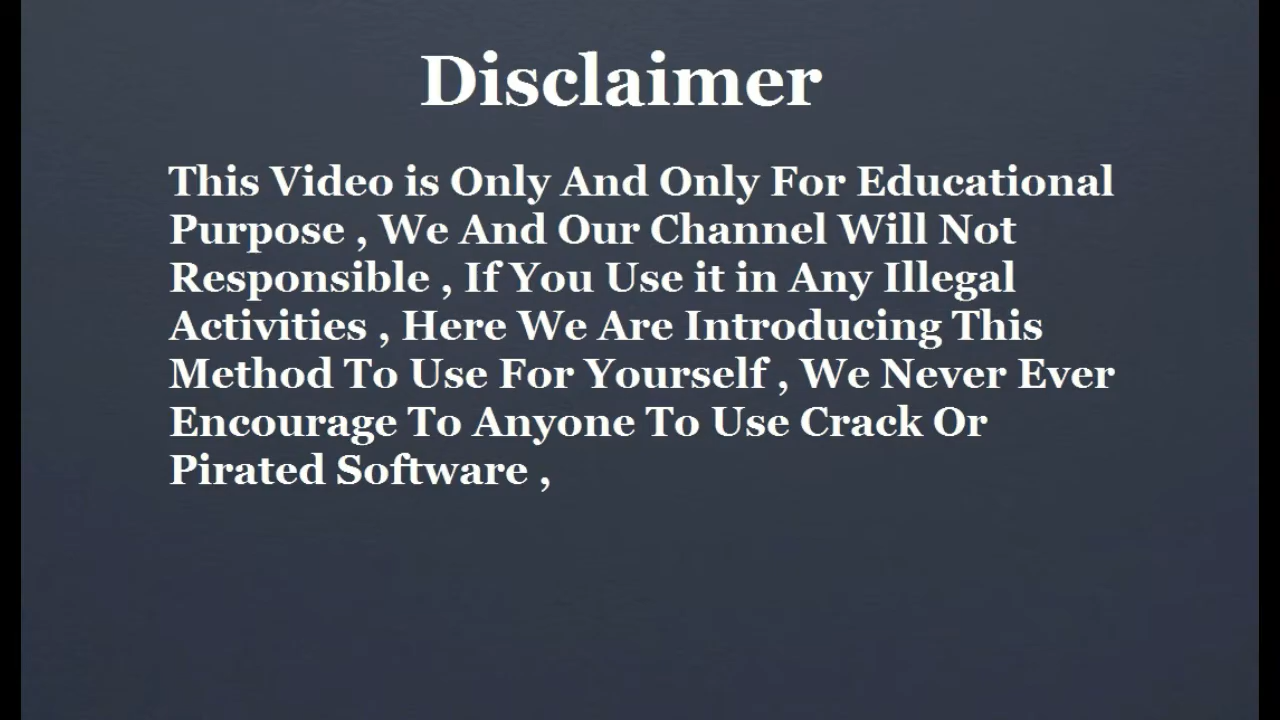 Disclaimer
This Video is Only And Only For Educational
Purpose , We And Our Channel Will Not
Responsible , If You Use it in Any Illegal
Activities , Here We Are Introducing This
Method To Use For Yourself , We Never Ever
Encourage To Anyone To Use Crack Or
Pirated Software ,